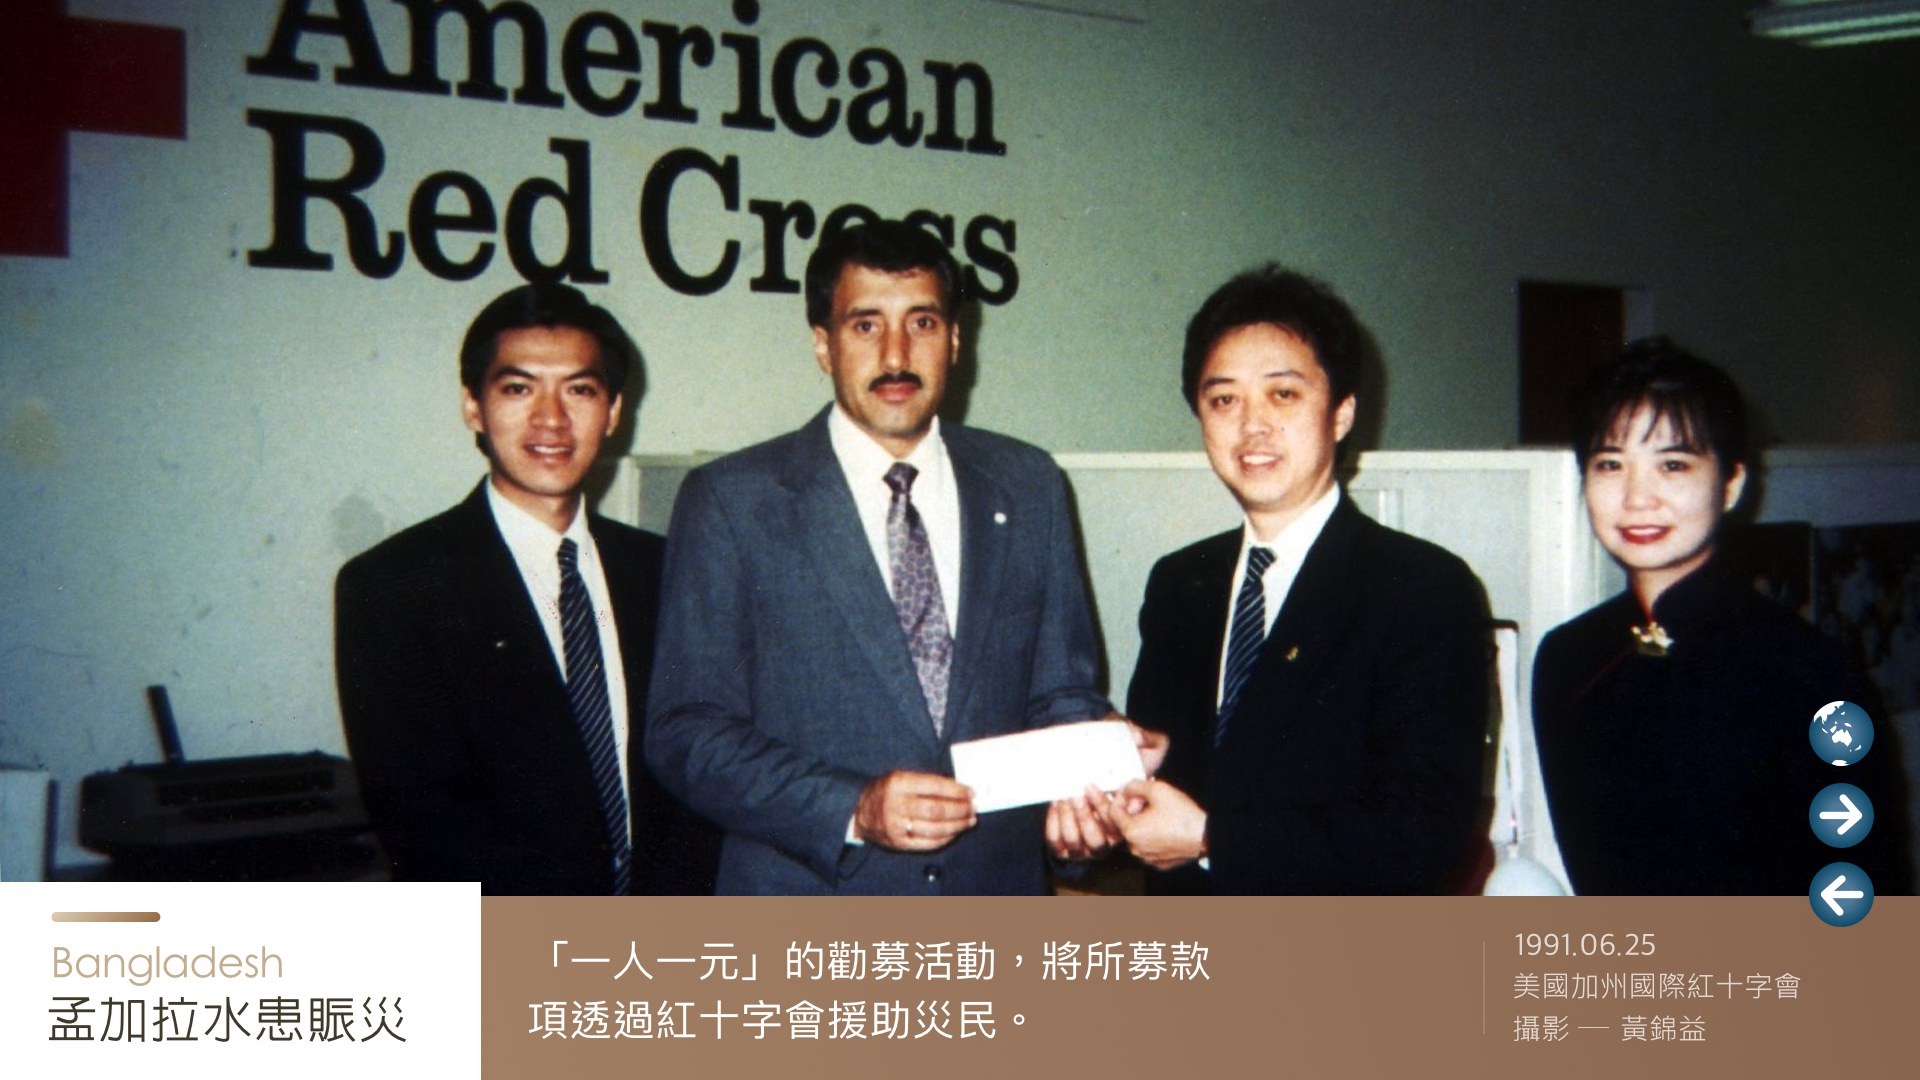 American
Red Cross
Bangladesh
孟加拉水患賑災
「一人一元」的勸募活動，將所募款
項透過紅十字會援助災民。
1991.06.25
美國加州國際紅十字會
攝影 — 黃錦益